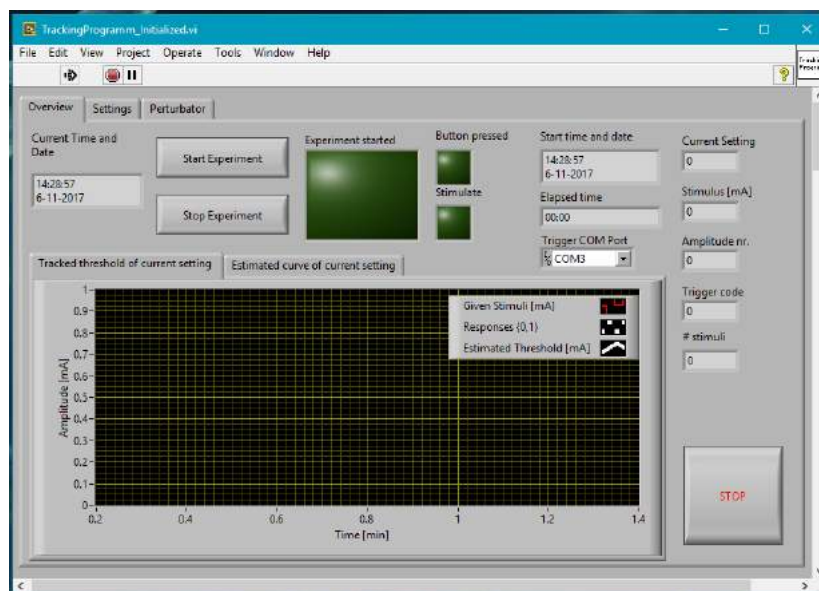 TrackingProgramm_Initialized.vi
File Edit View Project Operate Tools Window Help
Overview Settings Perturbator
Current Time and
Date
14:28:57
6-11-2017
Start Experiment
Stop Experiment
Experiment started
Button pressed
Stimulate
Start time and date
14:28:57
6-11-2017
Elapsed time
00:00
Trigger COM Port
COM3
Current Setting
0
Stimulus [mA]
0
Amplitude nr.
0
Trigger code
0
# stimuli
0
Tracked threshold of current setting Estimated curve of current setting
Given Stimuli [mA]
Responses {0,1}
Estimated Threshold [mA]
Amplitude [mA]
1
0.9
0.8
0.7
0.6
0.5
0.4
0.3
0.2
0.1
0
0.2 0.4 0.6 0.8 1 1.2 1.4
Time [min]
STOP